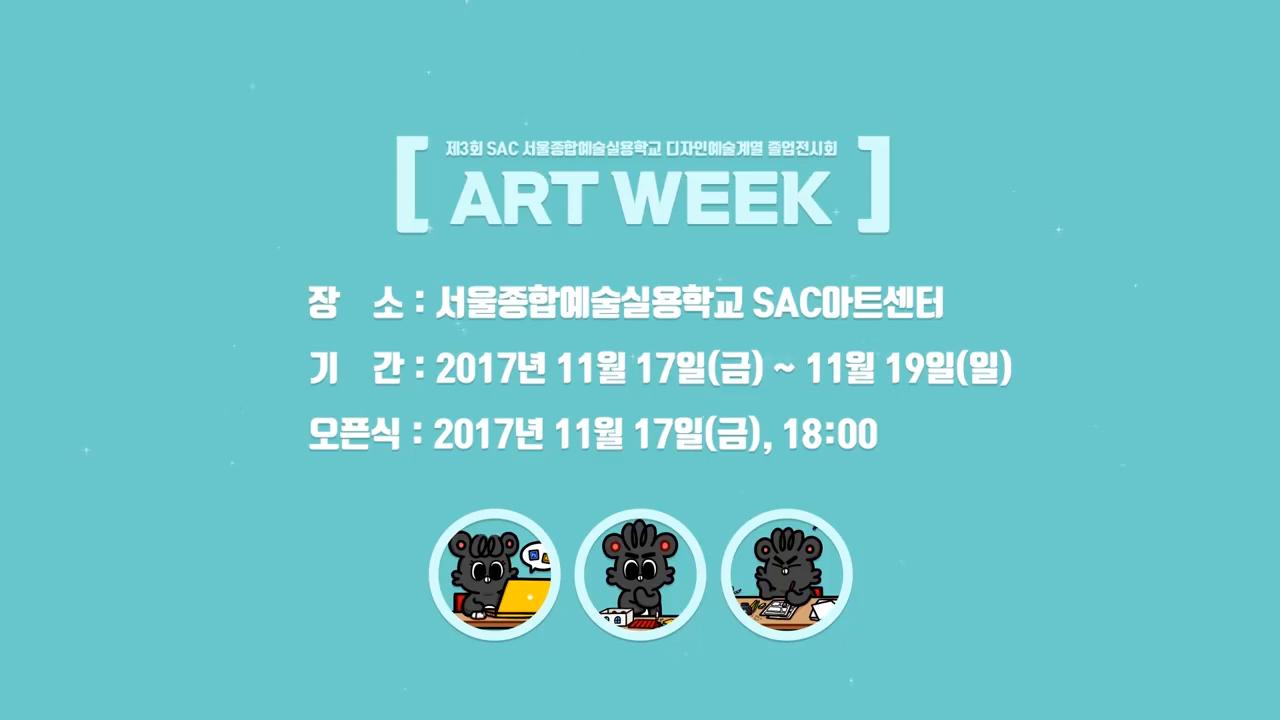 제3회 SAC 서울종합예술실용학교 디자인예술계열 졸업전시회
[ ART WEEK ]
장 소 : 서울종합예술실용학교 SAC아트센터
기 간 : 2017년 11월 17일(금) ~ 11월 19일(일)
오픈식 : 2017년 11월 17일(금), 18:00